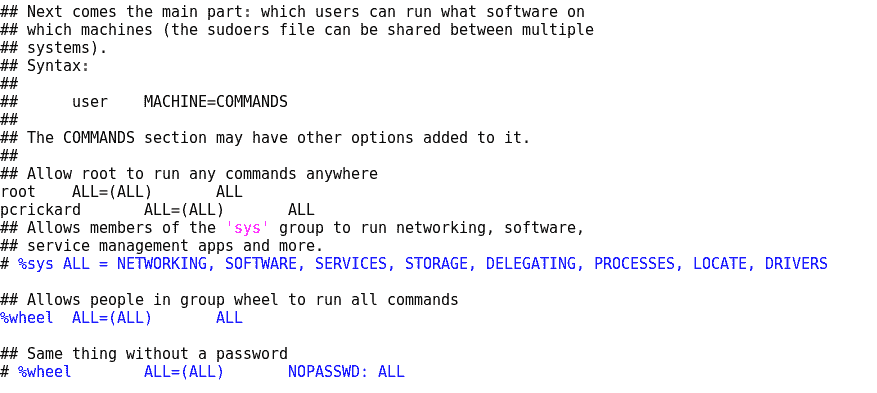 ## Next comes the main part: which users can run what software on
## which machines (the sudoers file can be shared between multiple
## systems).
## Syntax:
##
##      user    MACHINE=COMMANDS
##
## The COMMANDS section may have other options added to it.
##
## Allow root to run any commands anywhere
root    ALL=(ALL)       ALL
pcrickard       ALL=(ALL)       ALL
## Allows members of the 'sys' group to run networking, software,
## service management apps and more.
# %sys ALL = NETWORKING, SOFTWARE, SERVICES, STORAGE, DELEGATING, PROCESSES, LOCATE, DRIVERS
## Allows people in group wheel to run all commands
%wheel  ALL=(ALL)       ALL
## Same thing without a password
# %wheel        ALL=(ALL)       NOPASSWD: ALL